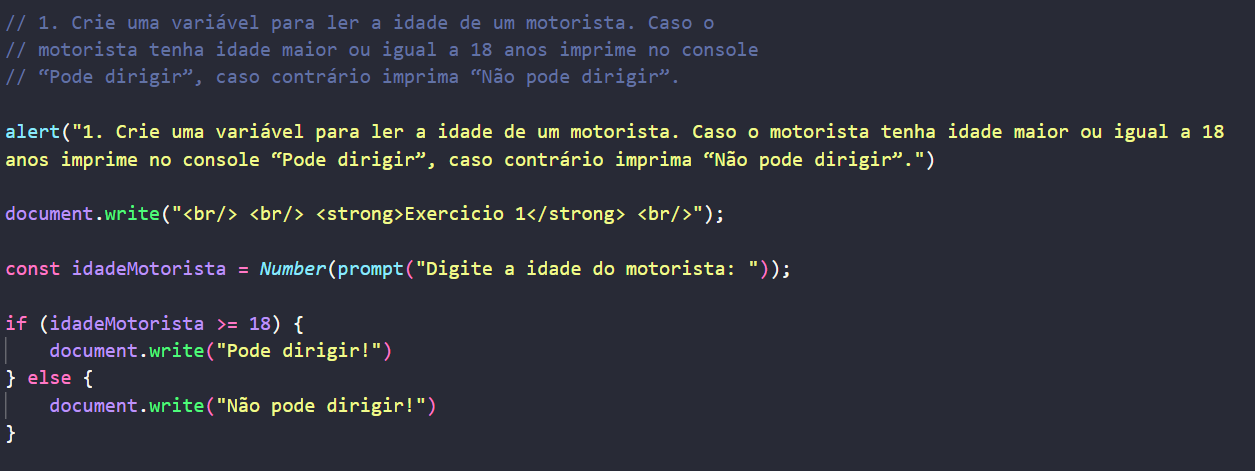 // 1. Crie uma variável para ler a idade de um motorista. Caso o
// motorista tenha idade maior ou igual a 18 anos imprime no console
// “Pode dirigir”, caso contrário imprima “Não pode dirigir”.
alert("1. Crie uma variável para ler a idade de um motorista. Caso o motorista tenha idade maior ou igual a 18
anos imprime no console “Pode dirigir”, caso contrário imprima “Não pode dirigir”.")
document.write("<br/> <br/> <strong>Exercicio 1</strong> <br/>");
const idadeMotorista = Number(prompt("Digite a idade do motorista: "));
if (idadeMotorista >= 18) {
    document.write("Pode dirigir!")
} else {
    document.write("Não pode dirigir!")
}